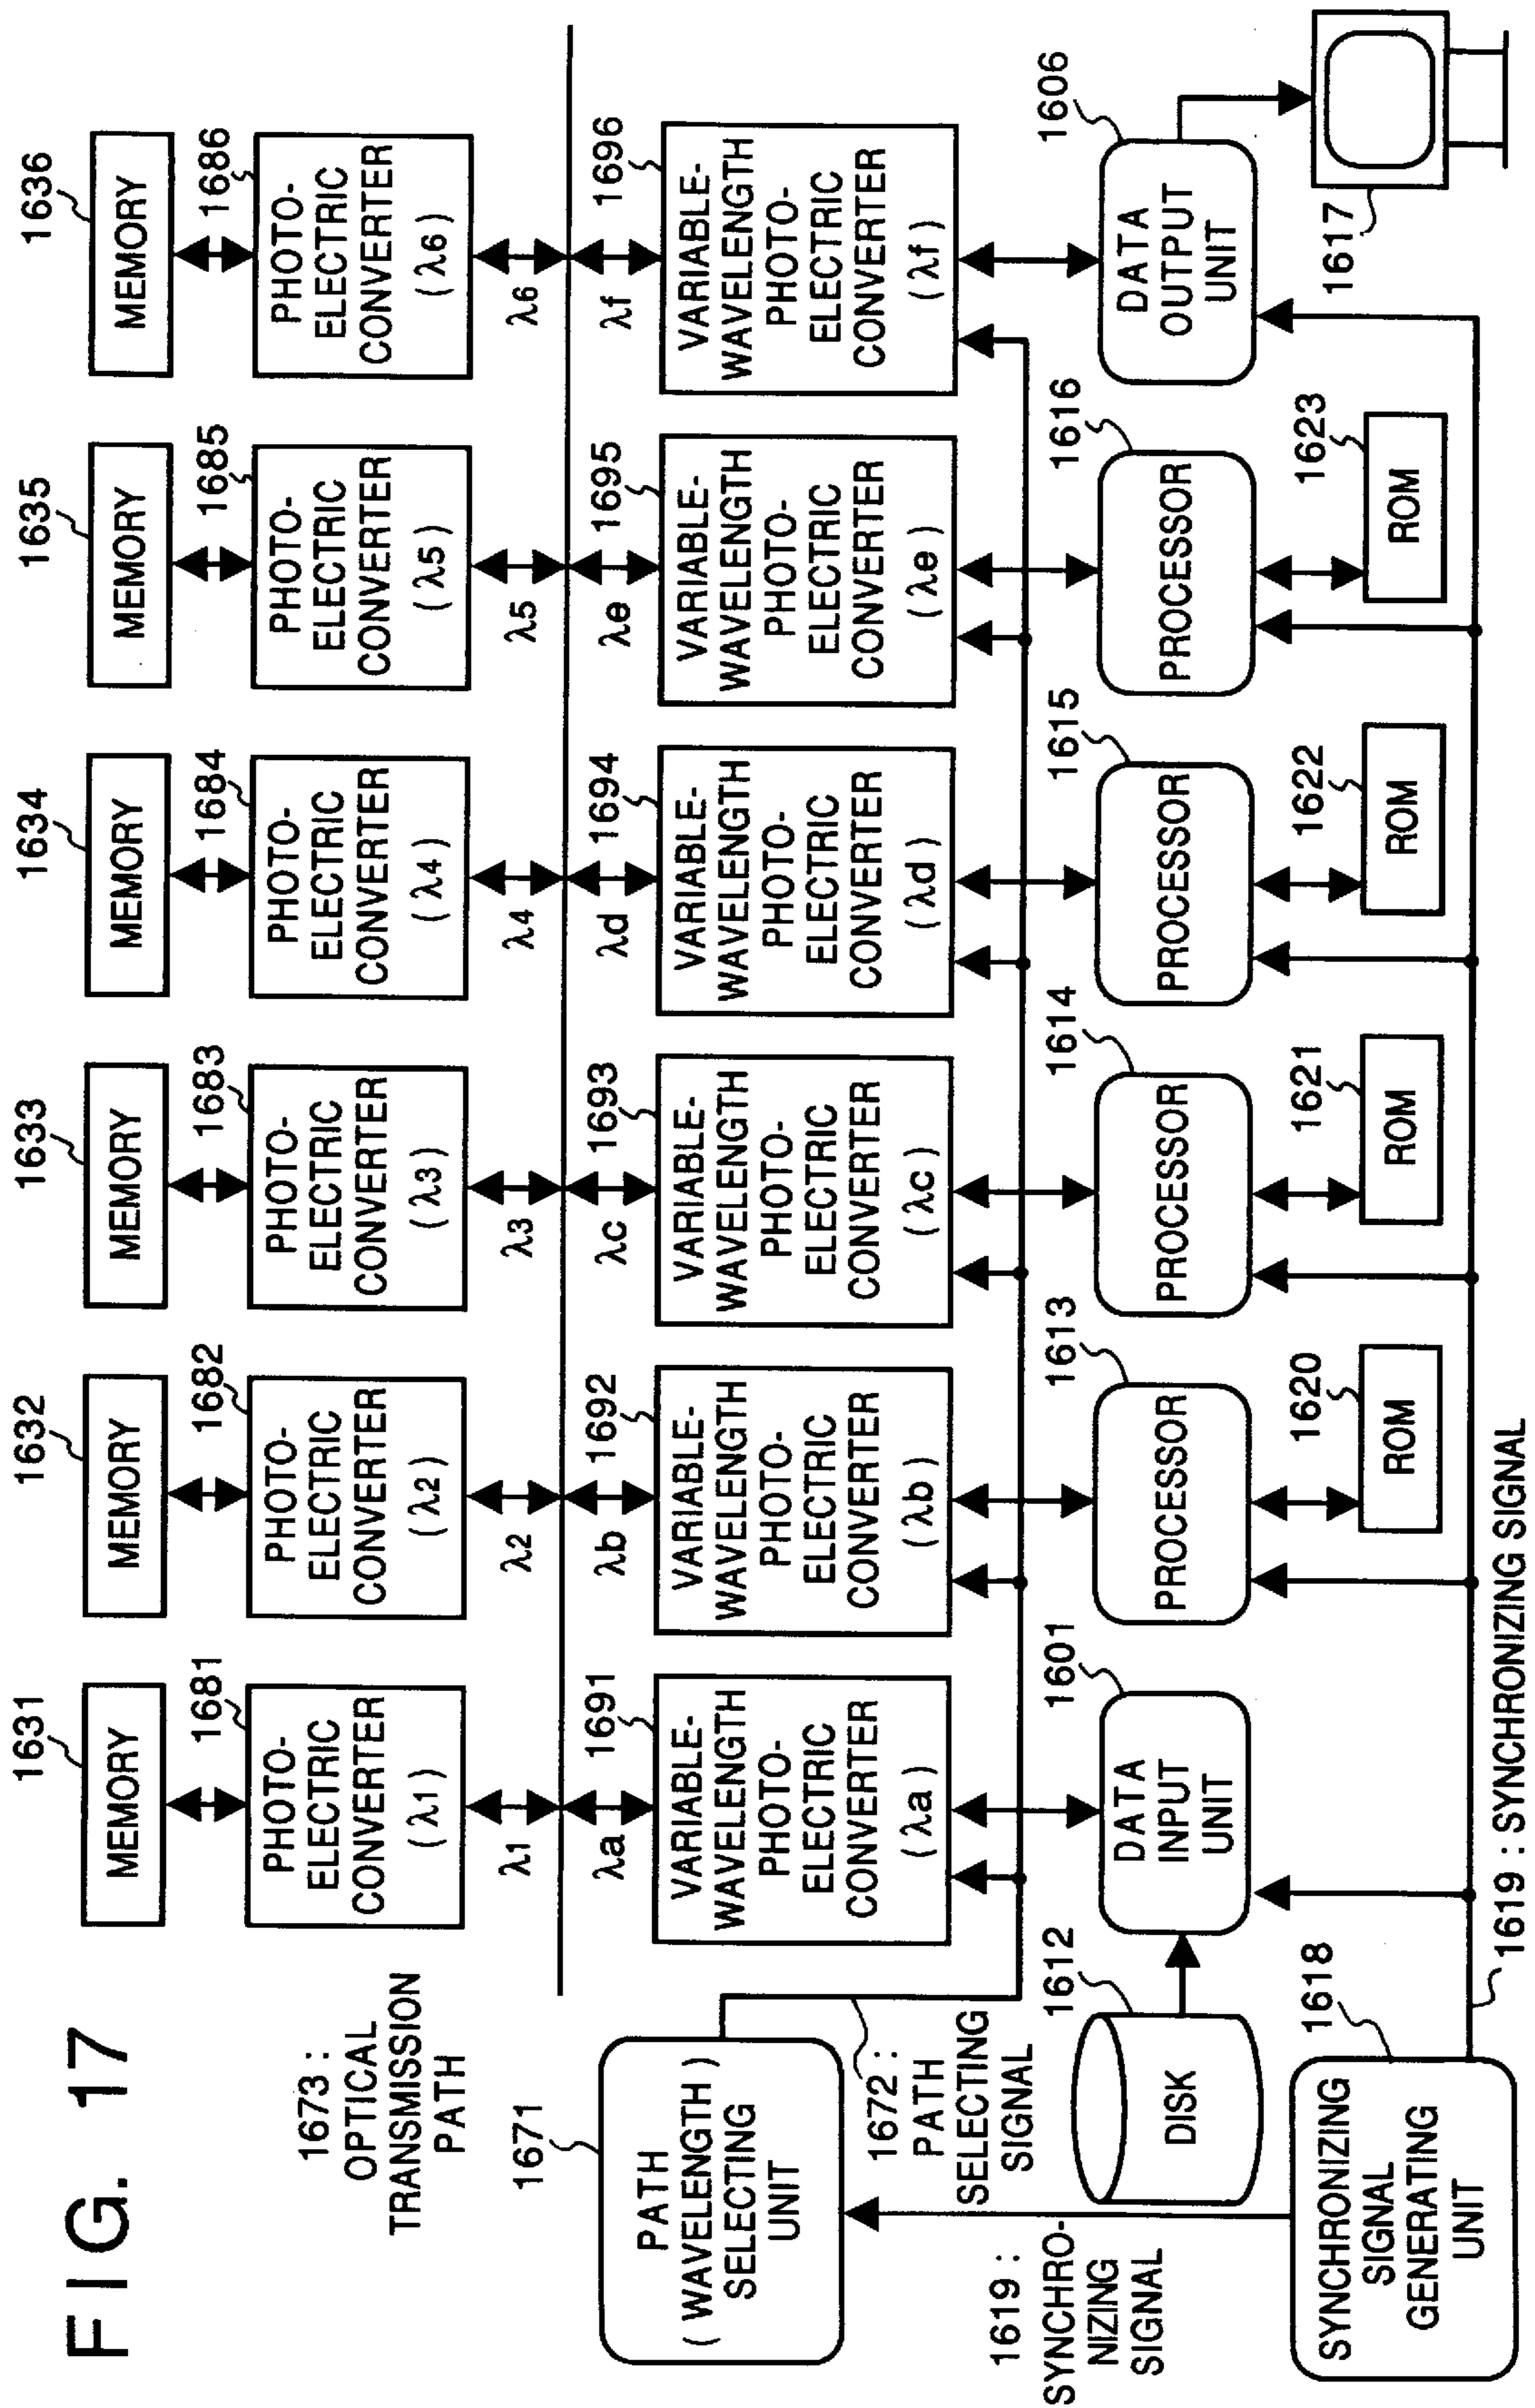 FIG. 17
1631
1632
1633
1634
1635
1636
MEMORY
MEMORY
MEMORY
MEMORY
MEMORY
MEMORY
1681
1682
1683
1684
1685
1686
PHOTO-
ELECTRIC
CONVERTER
(λ1)
PHOTO-
ELECTRIC
CONVERTER
(λ2)
PHOTO-
ELECTRIC
CONVERTER
(λ3)
PHOTO-
ELECTRIC
CONVERTER
(λ4)
PHOTO-
ELECTRIC
CONVERTER
(λ5)
PHOTO-
ELECTRIC
CONVERTER
(λ6)
1673 :
OPTICAL
TRANSMISSION
PATH
λ1
λ2
λ3
λ4
λ5
λ6
λa
λb
λc
λd
λe
λf
1671
PATH
(WAVELENGTH)
SELECTING
UNIT
1691
1692
1693
1694
1695
1696
VARIABLE-
WAVELENGTH
PHOTO-
ELECTRIC
CONVERTER
(λa)
VARIABLE-
WAVELENGTH
PHOTO-
ELECTRIC
CONVERTER
(λb)
VARIABLE-
WAVELENGTH
PHOTO-
ELECTRIC
CONVERTER
(λc)
VARIABLE-
WAVELENGTH
PHOTO-
ELECTRIC
CONVERTER
(λd)
VARIABLE-
WAVELENGTH
PHOTO-
ELECTRIC
CONVERTER
(λe)
VARIABLE-
WAVELENGTH
PHOTO-
ELECTRIC
CONVERTER
(λf)
1672 :
PATH
SELECTING
SIGNAL
1619 :
SYNCHRO-
NIZING
SIGNAL
1612
DISK
1601
DATA
INPUT
UNIT
1613
PROCESSOR
1614
PROCESSOR
1615
PROCESSOR
1616
PROCESSOR
1606
DATA
OUTPUT
UNIT
1620
ROM
1621
ROM
1622
ROM
1623
ROM
1617
1618
SYNCHRONIZING
SIGNAL
GENERATING
UNIT
1619 : SYNCHRONIZING SIGNAL